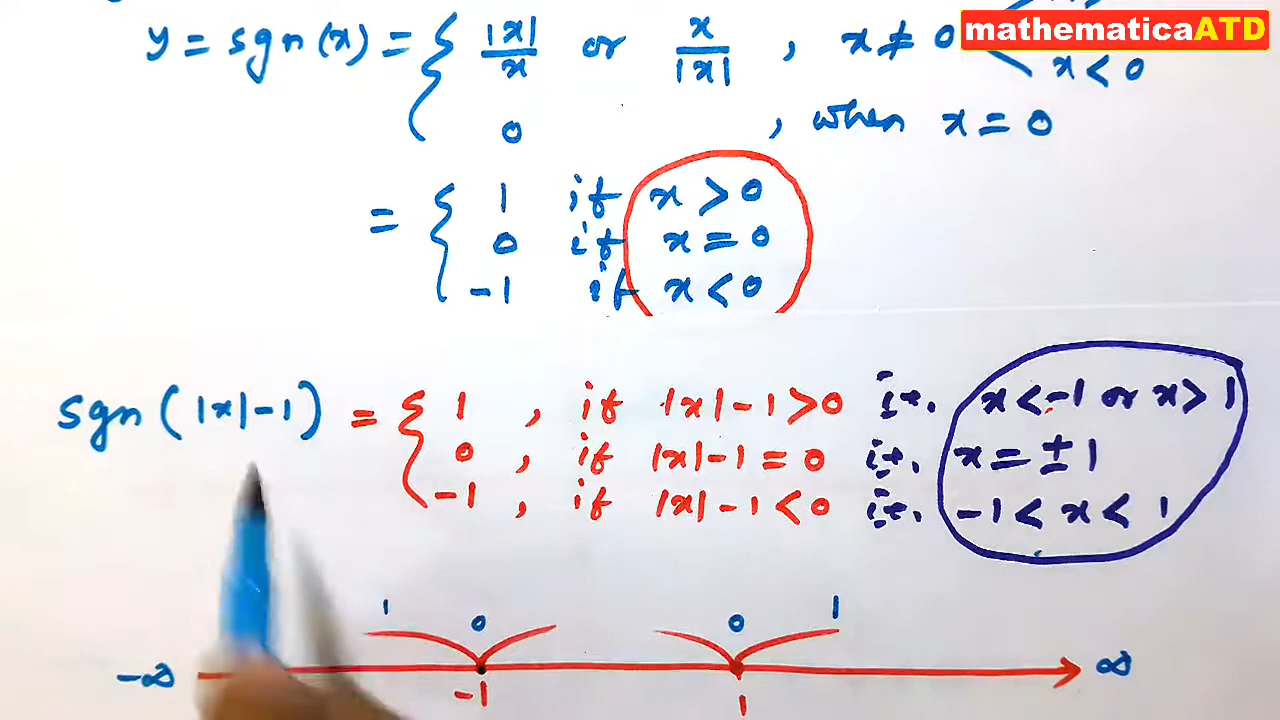 mathematicaATD
y = sgn(x) = { |x|/x or x/|x| , x ≠ 0 < x < 0
0 , when x = 0
= { 1 if x > 0
0 if x = 0
-1 if x < 0
sgn(|x|-1) = { 1 , if |x|-1>0 i.e. x<-1 or x>1
0 , if |x|-1=0 i.e. x=±1
-1 , if |x|-1<0 i.e. -1<x<1
1 0 0 1
-∞ ∞
-1 1